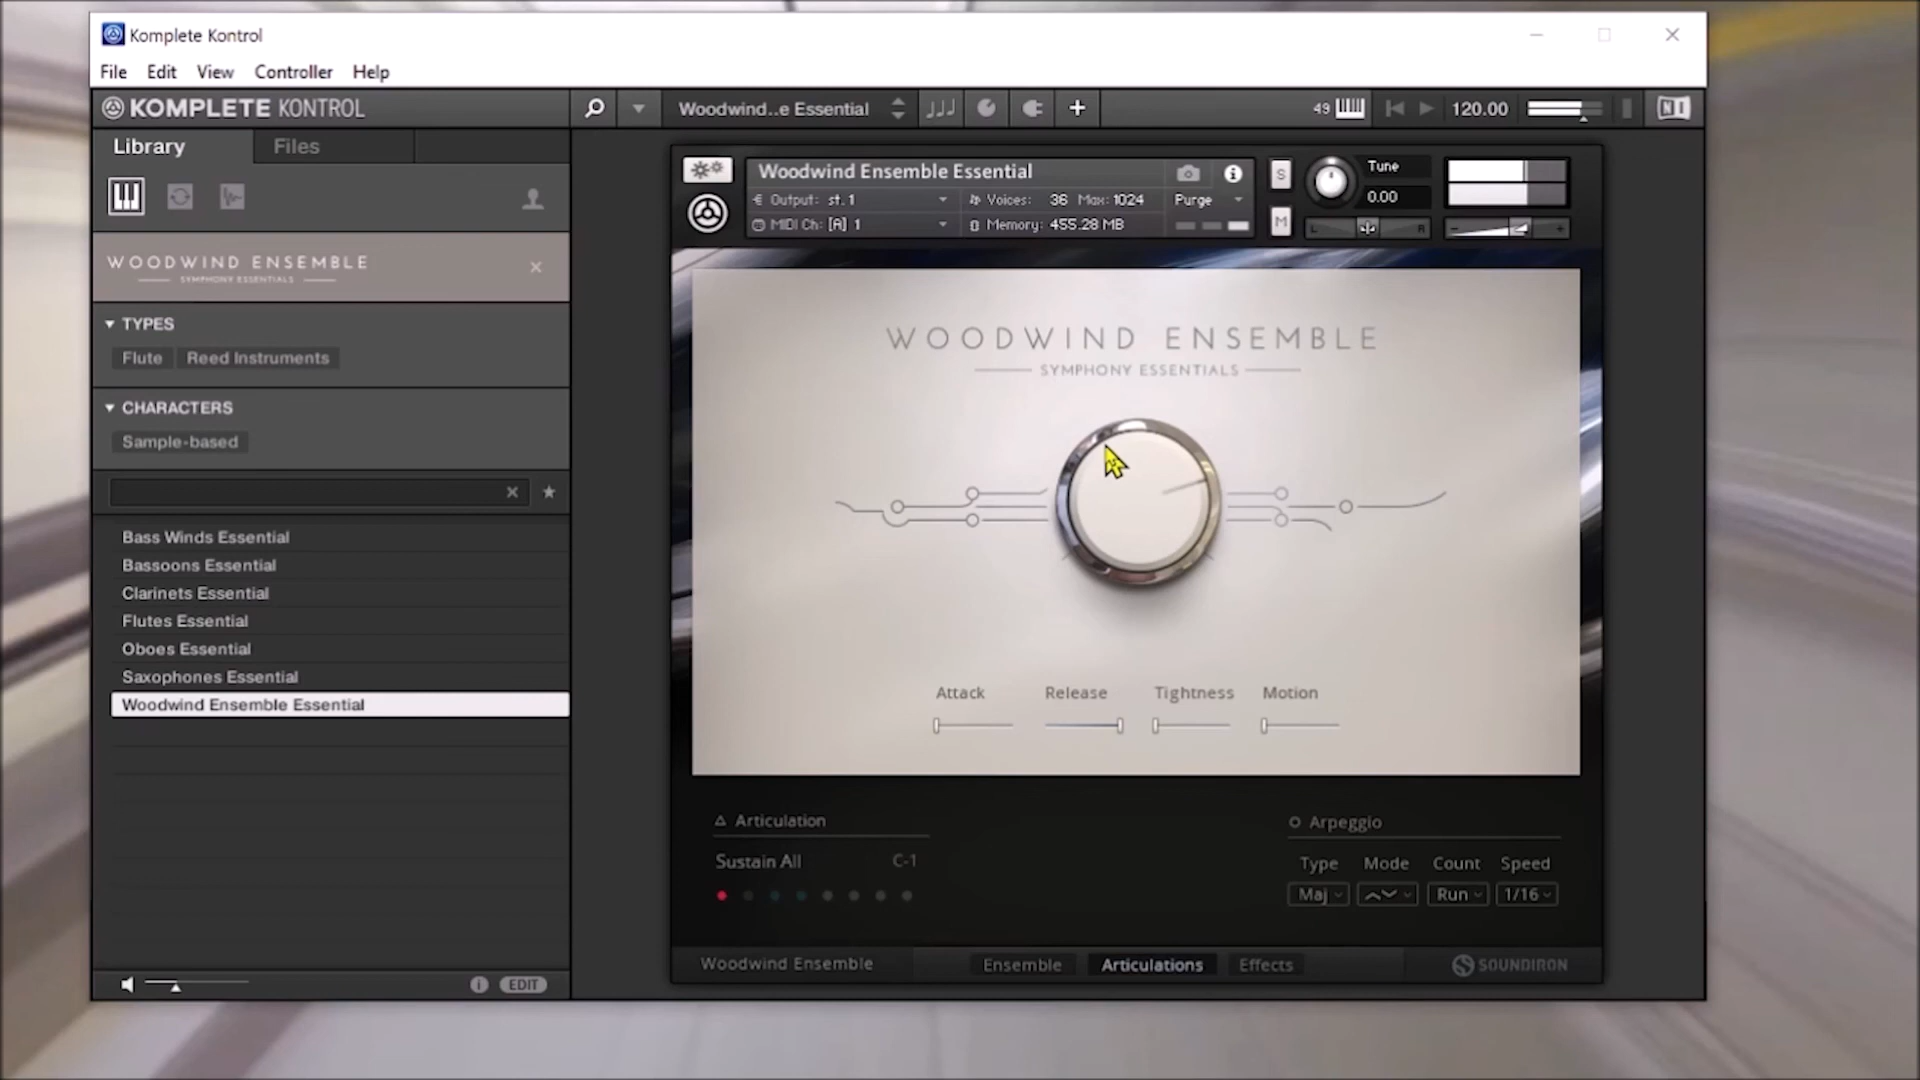 Komplete Kontrol
File Edit View Controller Help
KOMPLETE KONTROL
Woodwind..e Essential
49
120.00
Library
Files
WOODWIND ENSEMBLE
SYMPHONY ESSENTIALS
TYPES
Flute
Reed Instruments
CHARACTERS
Sample-based
Bass Winds Essential
Bassoons Essential
Clarinets Essential
Flutes Essential
Oboes Essential
Saxophones Essential
Woodwind Ensemble Essential
EDIT
Woodwind Ensemble Essential
Output: st. 1
Voices: 36 Max: 1024
Purge
MIDI Ch: [A] 1
Memory: 455.28 MB
S
M
Tune
0.00
L R
WOODWIND ENSEMBLE
SYMPHONY ESSENTIALS
Attack Release Tightness Motion
Articulation
Sustain All C-1
Arpeggio
Type Mode Count Speed
Maj Run 1/16
Woodwind Ensemble
Ensemble
Articulations
Effects
SOUNDIRON